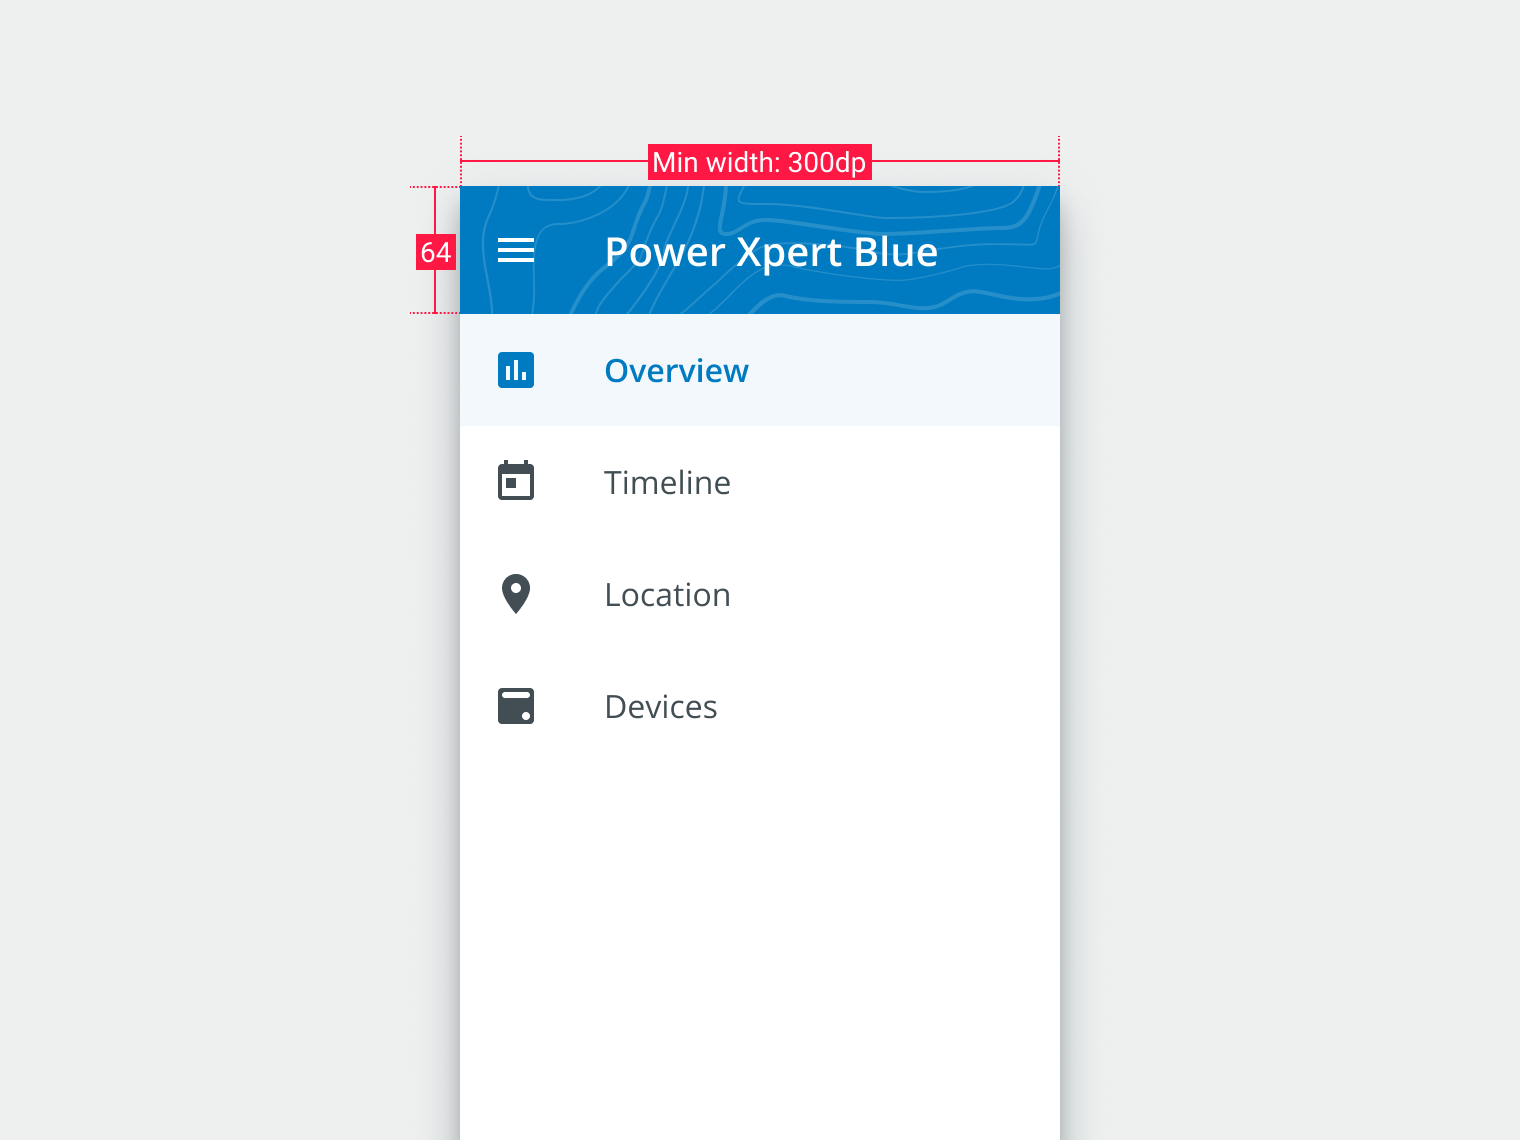 Min width: 300dp
64
Power Xpert Blue
Overview
Timeline
Location
Devices